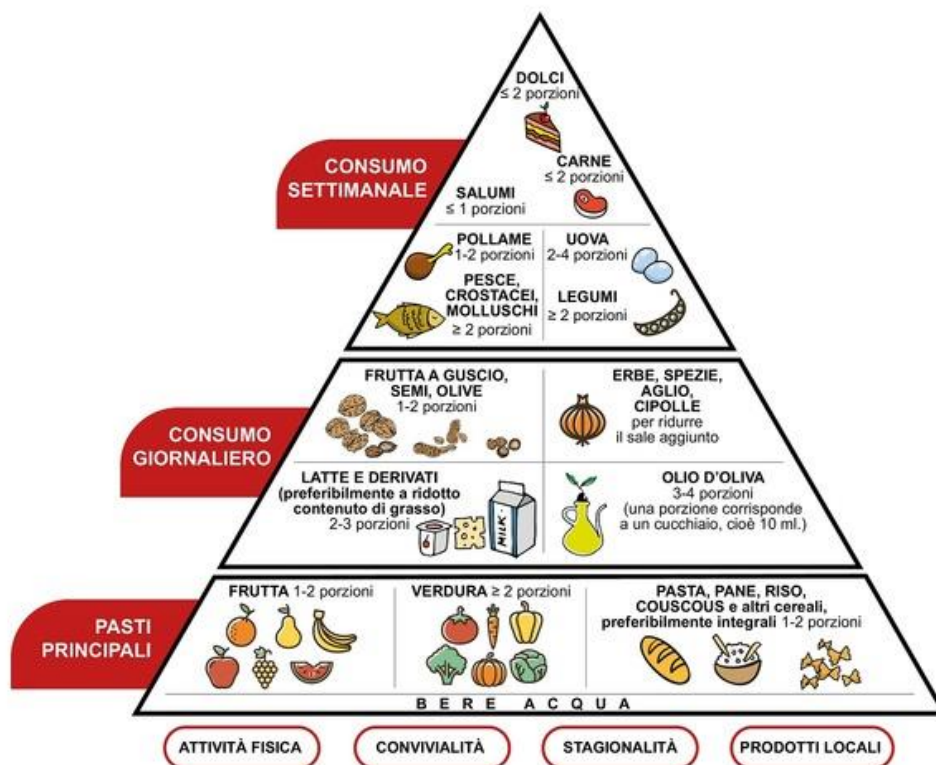 DOLCI
≤ 2 porzioni
CONSUMO
SETTIMANALE
CARNE
≤ 2 porzioni
SALUMI
≤ 1 porzioni
POLLAME
1-2 porzioni
UOVA
2-4 porzioni
PESCE,
CROSTACEI,
MOLLUSCHI
≥ 2 porzioni
LEGUMI
≥ 2 porzioni
CONSUMO
GIORNALIERO
FRUTTA A GUSCIO,
SEMI, OLIVE
1-2 porzioni
ERBE, SPEZIE,
AGLIO,
CIPOLLE
per ridurre
il sale aggiunto
LATTE E DERIVATI
(preferibilmente a ridotto
contenuto di grasso)
2-3 porzioni
MILK
OLIO D'OLIVA
3-4 porzioni
(una porzione corrisponde
a un cucchiaio, cioè 10 ml.)
PASTI
PRINCIPALI
FRUTTA 1-2 porzioni
VERDURA ≥ 2 porzioni
PASTA, PANE, RISO,
COUSCOUS e altri cereali,
preferibilmente integrali 1-2 porzioni
BERE ACQUA
ATTIVITÀ FISICA
CONVIVIALITÀ
STAGIONALITÀ
PRODOTTI LOCALI